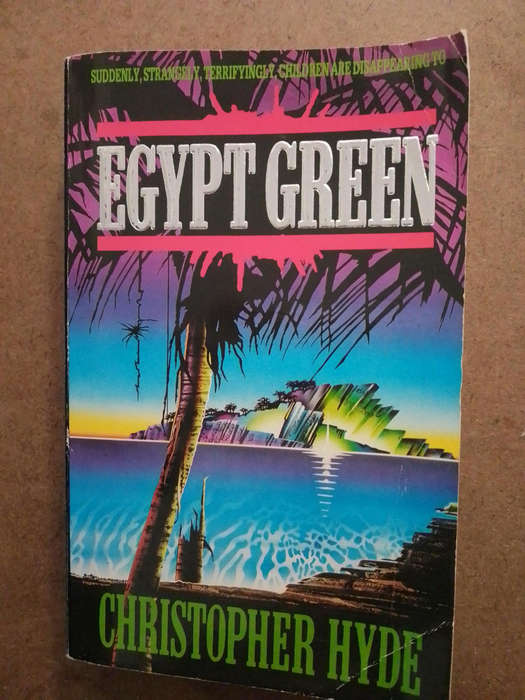 SUDDENLY, STRANGELY, TERRIFYINGLY, CHILDREN ARE DISAPPEARING TO
EGYPT GREEN
CHRISTOPHER HYDE